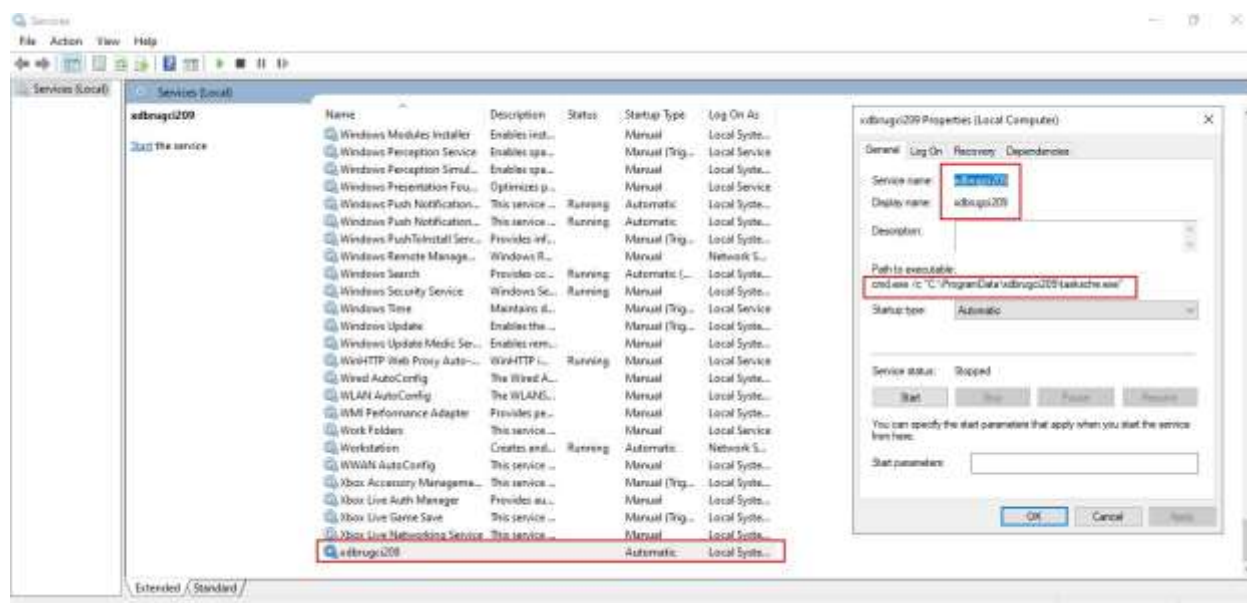 Services
File Action View Help
Services (Local)
Services (Local)
xdbrugci209
Start the service
Name Description Status Startup Type Log On As
Windows Modules Installer Enables inst... Manual Local Syste...
Windows Perception Service Enables spa... Manual (Trig... Local Service
Windows Perception Simul... Enables spa... Manual Local Syste...
Windows Presentation Fou... Optimizes p... Manual Local Service
Windows Push Notification... This service ... Running Automatic Local Syste...
Windows Push Notification... This service ... Running Automatic Local Syste...
Windows PushToInstall Serv... Provides inf... Manual (Trig... Local Syste...
Windows Remote Manage... Windows R... Manual Network S...
Windows Search Provides co... Running Automatic (... Local Syste...
Windows Security Service Windows Se... Running Manual Local Syste...
Windows Time Maintains d... Manual (Trig... Local Service
Windows Update Enables the ... Manual (Trig... Local Syste...
Windows Update Medic Ser... Enables rem... Manual Local Syste...
WinHTTP Web Proxy Auto-... WinHTTP i... Running Manual Local Service
Wired AutoConfig The Wired A... Manual Local Syste...
WLAN AutoConfig The WLANS... Manual Local Syste...
WMI Performance Adapter Provides pe... Manual Local Syste...
Work Folders This service ... Manual Local Service
Workstation Creates and... Running Automatic Network S...
WWAN AutoConfig This service ... Manual Local Syste...
Xbox Accessory Manageme... This service ... Manual (Trig... Local Syste...
Xbox Live Auth Manager Provides au... Manual Local Syste...
Xbox Live Game Save This service ... Manual (Trig... Local Syste...
Xbox Live Networking Service This service ... Manual Local Syste...
xdbrugci209 Automatic Local Syste...
Extended Standard
xdbrugci209 Properties (Local Computer)
General Log On Recovery Dependencies
Service name: xdbrugci209
Display name: xdbrugci209
Description:
Path to executable:
cmd.exe /c "C:\ProgramData\xdbrugci209\tasksche.exe"
Startup type: Automatic
Service status: Stopped
Start Stop Pause Resume
You can specify the start parameters that apply when you start the service
from here.
Start parameters:
OK Cancel Apply